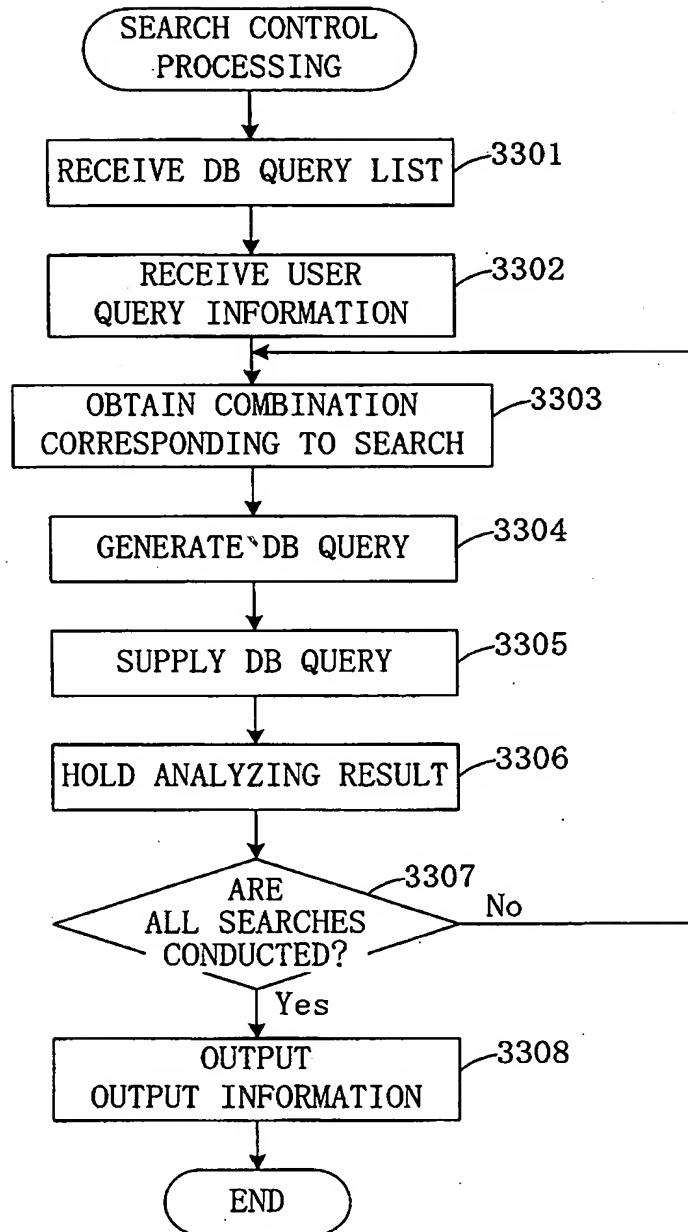 SEARCH CONTROL
PROCESSING
RECEIVE DB QUERY LIST
3301
RECEIVE USER
QUERY INFORMATION
3302
OBTAIN COMBINATION
CORRESPONDING TO SEARCH
3303
GENERATE DB QUERY
3304
SUPPLY DB QUERY
3305
HOLD ANALYZING RESULT
3306
ARE
ALL SEARCHES
CONDUCTED?
3307
No
Yes
OUTPUT
OUTPUT INFORMATION
3308
END